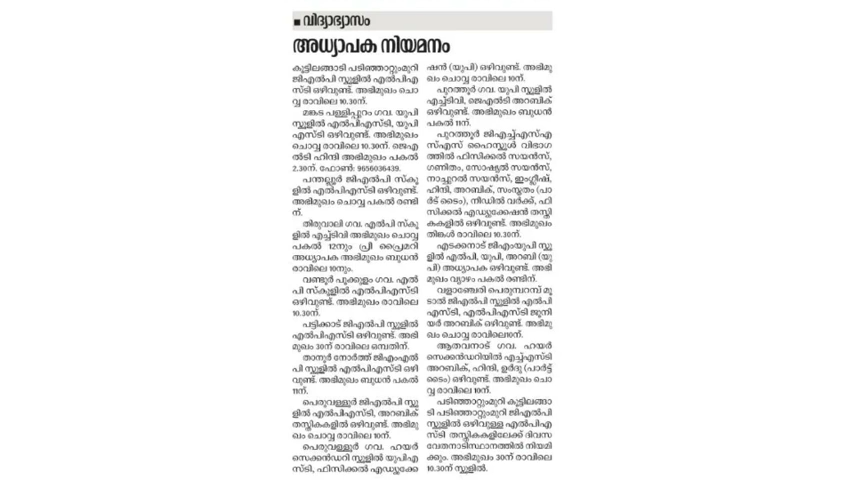 ▪ വിദ്യാഭ്യാസം
അധ്യാപക നിയമനം
കൂട്ടിലങ്ങാടി പടിഞ്ഞാറ്റുംമുറി
ജിഎൽപി സ്കൂളിൽ എൽപിഎ
സ്ടി ഒഴിവുണ്ട്. അഭിമുഖം ചൊ
വ്വ രാവിലെ 10.30ന്.
മങ്കട പള്ളിപ്പുറം ഗവ. യുപി
സ്കൂളിൽ എൽപിഎസ്ടി, യുപി
എസ്ടി ഒഴിവുണ്ട്. അഭിമുഖം
ചൊവ്വ രാവിലെ 10.30ന്. ജെഎ
ൽടി ഹിന്ദി അഭിമുഖം പകൽ
2.30ന്. ഫോൺ: 9656036439.
പന്തല്ലൂർ ജിഎൽപി സ്കൂ
ളിൽ എൽപിഎസ്ടി ഒഴിവുണ്ട്.
അഭിമുഖം ചൊവ്വ പകൽ രണ്ടി
ന്.
തിരുവാലി ഗവ. എൽപി സ്കൂ
ളിൽ എച്ച്ടിവി അഭിമുഖം ചൊവ്വ
പകൽ 12നും പ്രീ പ്രൈമറി
അധ്യാപക അഭിമുഖം ബുധൻ
രാവിലെ 10നും.
വണ്ടൂർ പൂക്കുളം ഗവ. എൽ
പി സ്കൂളിൽ എൽപിഎസ്ടി
ഒഴിവുണ്ട്. അഭിമുഖം രാവിലെ
10.30ന്.
പട്ടിക്കാട് ജിഎൽപി സ്കൂളിൽ
എൽപിഎസ്ടി ഒഴിവുണ്ട്. അഭി
മുഖം 30ന് രാവിലെ ഒമ്പതിന്.
താനൂർ നോർത്ത് ജിഎംഎൽ
പി സ്കൂളിൽ എൽപിഎസ്ടി ഒഴി
വുണ്ട്. അഭിമുഖം ബുധൻ പകൽ
11ന്.
പെരുവള്ളൂർ ജിഎൽപി സ്കൂ
ളിൽ എൽപിഎസ്ടി, അറബിക്
തസ്തികകളിൽ ഒഴിവുണ്ട്. അഭിമു
ഖം ചൊവ്വ രാവിലെ 10ന്.
പെരുവള്ളൂർ ഗവ. ഹയർ
സെക്കൻഡറി സ്കൂളിൽ യുപിഎ
സ്ടി, ഫിസിക്കൽ എഡ്യുക്കേ
ഷൻ (യുപി) ഒഴിവുണ്ട്. അഭിമു
ഖം ചൊവ്വ രാവിലെ 10ന്.
പുറത്തൂർ ഗവ. യുപി സ്കൂളിൽ
എച്ച്ടിവി, ജെഎൽടി അറബിക്
ഒഴിവുണ്ട്. അഭിമുഖം ബുധൻ
പകൽ 11ന്.
പുറത്തൂർ ജിഎച്ച്എസ്എ
സ്എസ് ഹൈസ്കൂൾ വിഭാഗ
ത്തിൽ ഫിസിക്കൽ സയൻസ്,
ഗണിതം, സോഷ്യൽ സയൻസ്,
നാച്ചുറൽ സയൻസ്, ഇംഗ്ലീഷ്,
ഹിന്ദി, അറബിക്, സംസ്കൃതം (പാ
ർട് ടൈം), നീഡിൽ വർക്ക്, ഫി
സിക്കൽ എഡ്യുക്കേഷൻ തസ്തി
കകളിൽ ഒഴിവുണ്ട്. അഭിമുഖം
തിങ്കൾ രാവിലെ 10.30ന്.
എടക്കനാട് ജിഎംയുപി സ്കൂ
ളിൽ എൽപി, യുപി, അറബി (യു
പി) അധ്യാപക ഒഴിവുണ്ട്. അഭി
മുഖം വ്യാഴം പകൽ രണ്ടിന്.
വളാഞ്ചേരി പെരുമ്പറമ്പ് മൂ
ടാൽ ജിഎൽപി സ്കൂളിൽ എൽപി
എസ്ടി, എൽപിഎസ്ടി ജൂനി
യർ അറബിക് ഒഴിവുണ്ട്. അഭിമു
ഖം ചൊവ്വ രാവിലെ10ന്.
ആതവനാട് ഗവ. ഹയർ
സെക്കൻഡറിയിൽ എച്ച്എസ്ടി
അറബിക്, ഹിന്ദി, ഉർദു (പാർട്ട്
ടൈം) ഒഴിവുണ്ട്. അഭിമുഖം ചൊ
വ്വ രാവിലെ 10ന്.
പടിഞ്ഞാറ്റുംമുറി കൂട്ടിലങ്ങാ
ടി പടിഞ്ഞാറ്റുംമുറി ജിഎൽപി
സ്കൂളിൽ ഒഴിവുള്ള എൽപിഎ
സ്ടി തസ്തികകളിലേക്ക് ദിവസ
വേതനാടിസ്ഥാനത്തിൽ നിയമി
ക്കും. അഭിമുഖം 30ന് രാവിലെ
10.30ന് സ്കൂളിൽ.